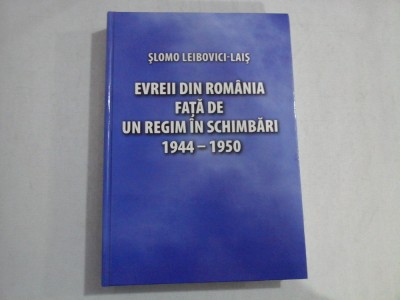 ŞLOMO LEIBOVICI-LAIŞ
EVREII DIN ROMÂNIA
FAŢĂ DE
UN REGIM ÎN SCHIMBĂRI
1944 – 1950